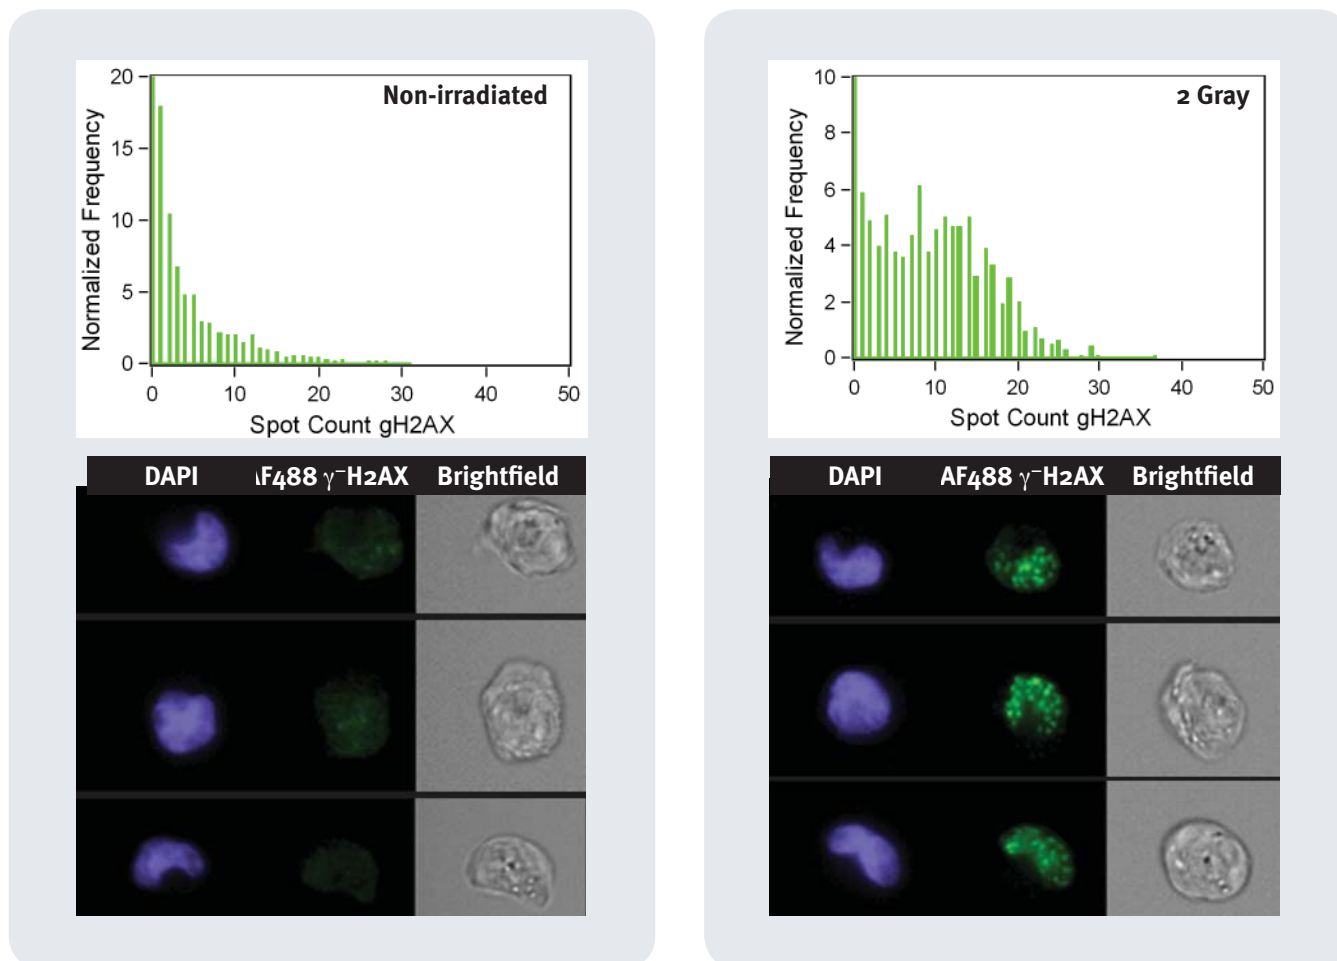 Non-irradiated
Normalized Frequency
20
15
10
5
0
0 10 20 30 40 50
Spot Count gH2AX
DAPI AF488 γ–H2AX Brightfield
2 Gray
Normalized Frequency
10
8
6
4
2
0
0 10 20 30 40 50
Spot Count gH2AX
DAPI AF488 γ–H2AX Brightfield